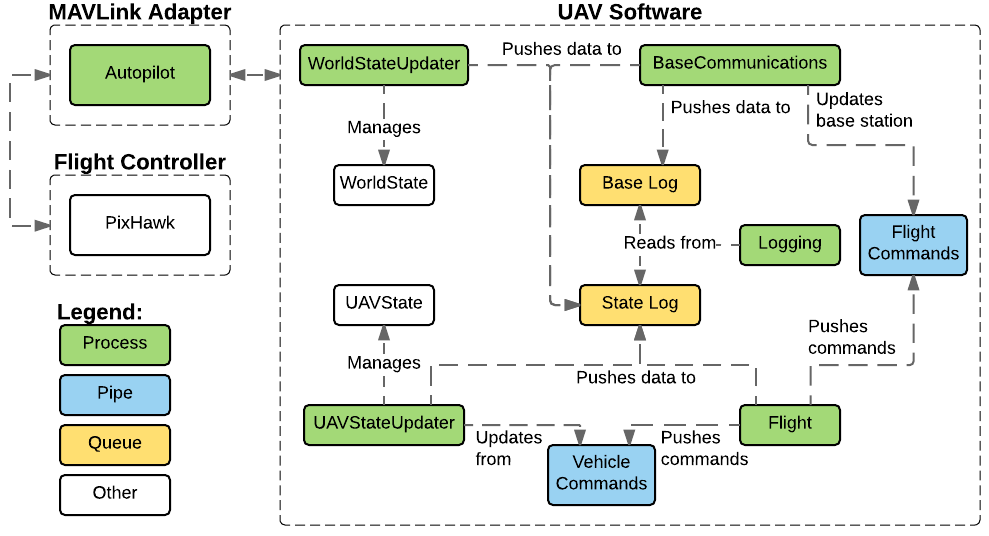 MAVLink Adapter
Autopilot
Flight Controller
PixHawk
Legend:
Process
Pipe
Queue
Other
UAV Software
WorldStateUpdater
Pushes data to
BaseCommunications
Manages
Pushes data to
Updates
base station
WorldState
Base Log
Reads from
Logging
Flight
Commands
UAVState
State Log
Manages
Pushes data to
Pushes
commands
UAVStateUpdater
Updates
from
Vehicle
Commands
Pushes
commands
Flight